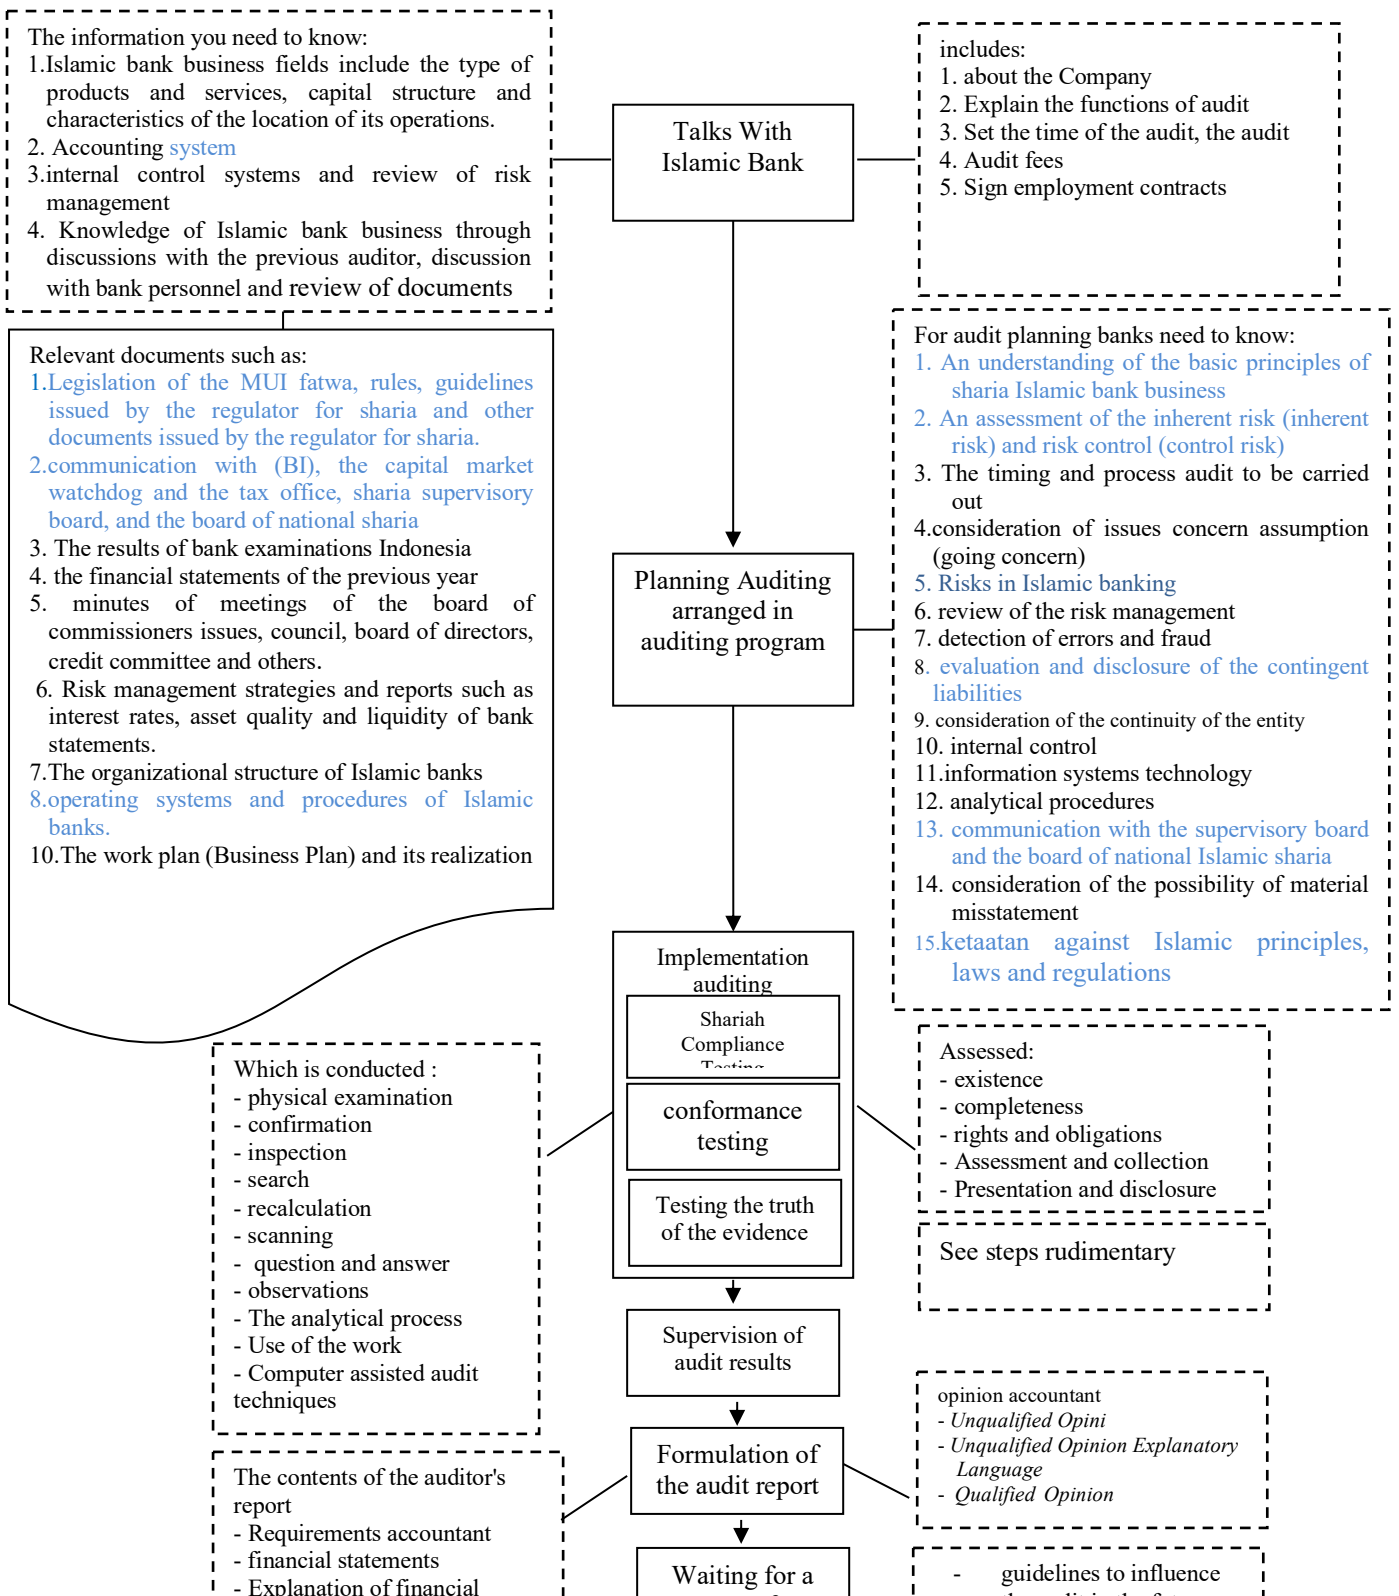 The information you need to know:
1.Islamic bank business fields include the type of
products and services, capital structure and
characteristics of the location of its operations.
2. Accounting system
3.internal control systems and review of risk
management
4. Knowledge of Islamic bank business through
discussions with the previous auditor, discussion
with bank personnel and review of documents
Talks With
Islamic Bank
includes:
1. about the Company
2. Explain the functions of audit
3. Set the time of the audit, the audit
4. Audit fees
5. Sign employment contracts
Relevant documents such as:
1.Legislation of the MUI fatwa, rules, guidelines
issued by the regulator for sharia and other
documents issued by the regulator for sharia.
2.communication with (BI), the capital market
watchdog and the tax office, sharia supervisory
board, and the board of national sharia
3. The results of bank examinations Indonesia
4. the financial statements of the previous year
5. minutes of meetings of the board of
commissioners issues, council, board of directors,
credit committee and others.
6. Risk management strategies and reports such as
interest rates, asset quality and liquidity of bank
statements.
7.The organizational structure of Islamic banks
8.operating systems and procedures of Islamic
banks.
10.The work plan (Business Plan) and its realization
Planning Auditing
arranged in
auditing program
For audit planning banks need to know:
1. An understanding of the basic principles of
sharia Islamic bank business
2. An assessment of the inherent risk (inherent
risk) and risk control (control risk)
3. The timing and process audit to be carried
out
4.consideration of issues concern assumption
(going concern)
5. Risks in Islamic banking
6. review of the risk management
7. detection of errors and fraud
8. evaluation and disclosure of the contingent
liabilities
9. consideration of the continuity of the entity
10. internal control
11.information systems technology
12. analytical procedures
13. communication with the supervisory board
and the board of national Islamic sharia
14. consideration of the possibility of material
misstatement
15.ketaatan against Islamic principles,
laws and regulations
Implementation
auditing
Shariah
Compliance
Testing
conformance
testing
Testing the truth
of the evidence
Which is conducted :
- physical examination
- confirmation
- inspection
- search
- recalculation
- scanning
- question and answer
- observations
- The analytical process
- Use of the work
- Computer assisted audit
techniques
Assessed:
- existence
- completeness
- rights and obligations
- Assessment and collection
- Presentation and disclosure
See steps rudimentary
Supervision of
audit results
Formulation of
the audit report
opinion accountant
- Unqualified Opini
- Unqualified Opinion Explanatory
Language
- Qualified Opinion
The contents of the auditor's
report
- Requirements accountant
- financial statements
- Explanation of financial
Waiting for a
- guidelines to influence